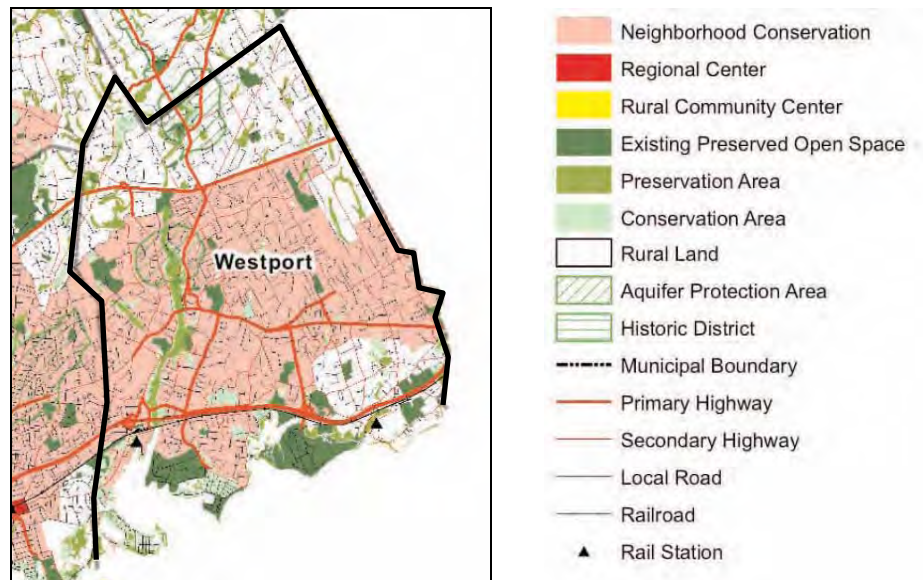 Westport
Neighborhood Conservation
Regional Center
Rural Community Center
Existing Preserved Open Space
Preservation Area
Conservation Area
Rural Land
Aquifer Protection Area
Historic District
Municipal Boundary
Primary Highway
Secondary Highway
Local Road
Railroad
Rail Station